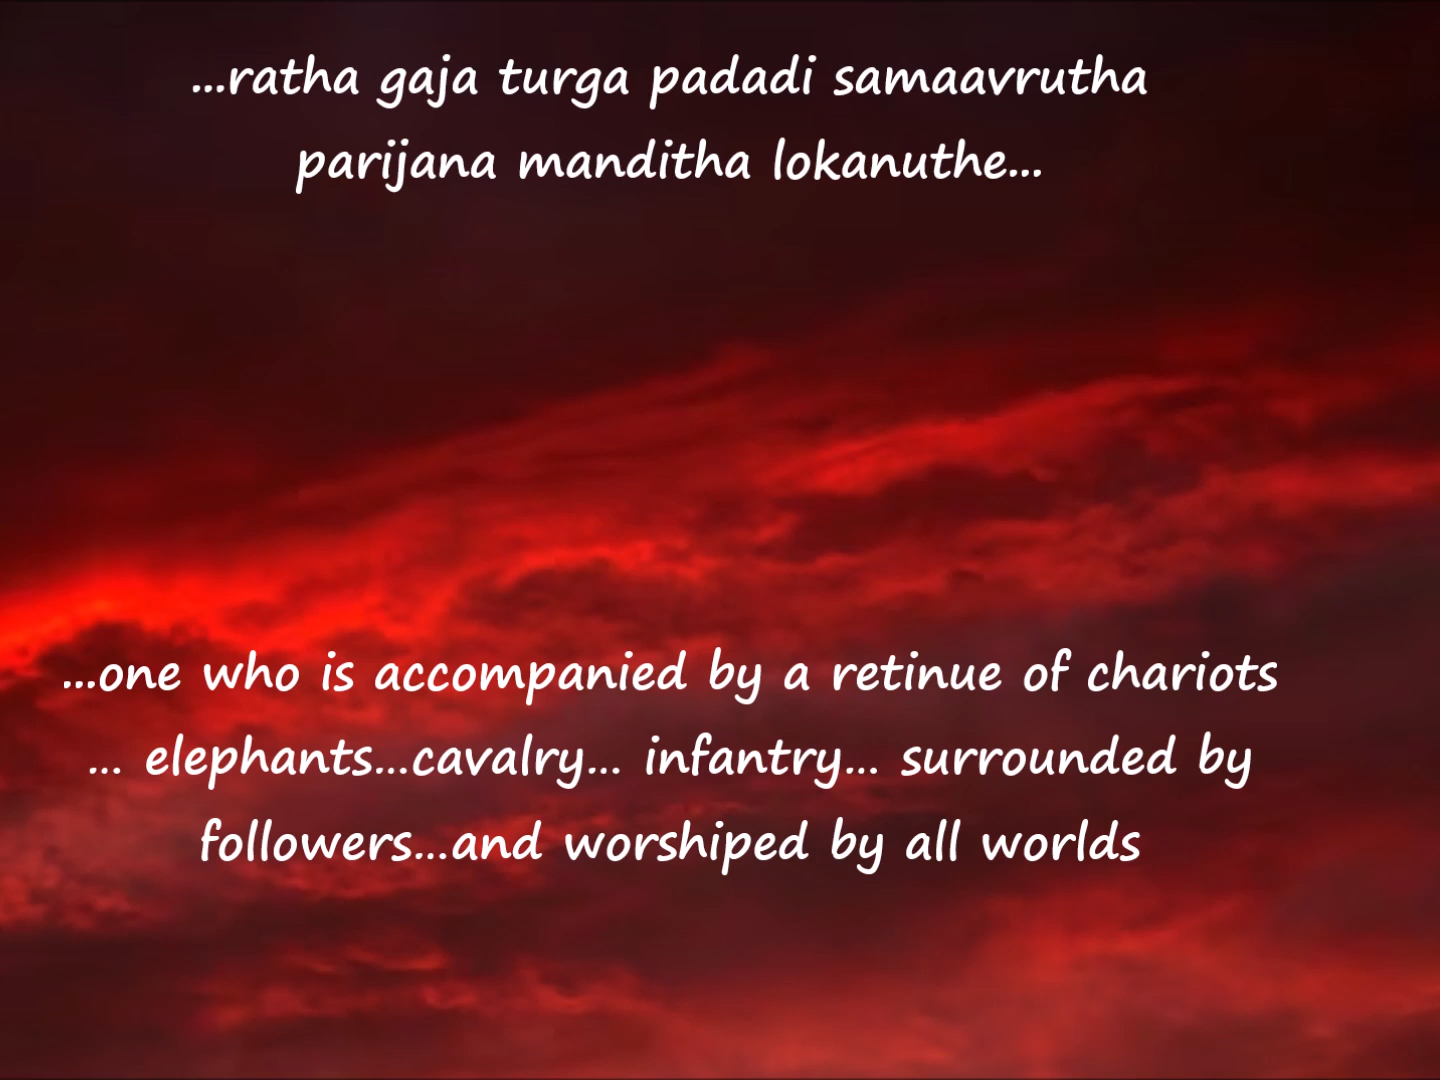 ...ratha gaja turga padadi samaavrutha
parijana manditha lokanuthe...
...one who is accompanied by a retinue of chariots
... elephants...cavalry... infantry... surrounded by
followers...and worshiped by all worlds